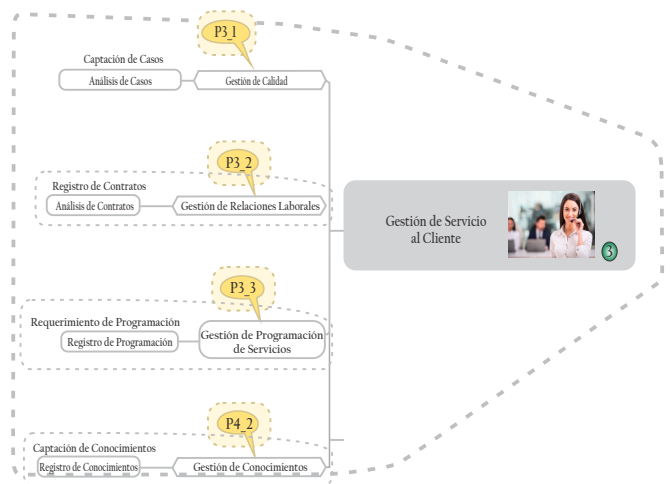 P3_1
Captación de Casos
Análisis de Casos
Gestión de Calidad
P3_2
Registro de Contratos
Análisis de Contratos
Gestión de Relaciones Laborales
Gestión de Servicio
al Cliente
3
P3_3
Requerimiento de Programación
Registro de Programación
Gestión de Programación
de Servicios
P4_2
Captación de Conocimientos
Registro de Conocimientos
Gestión de Conocimientos